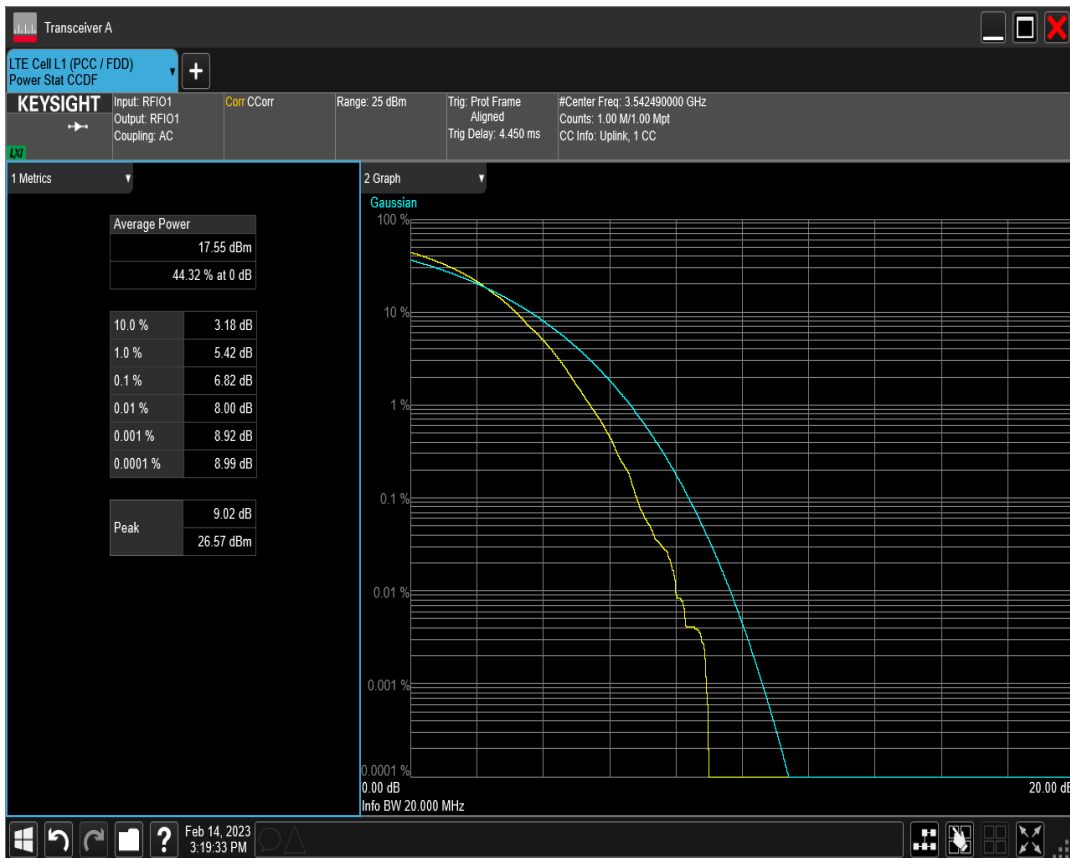 Transceiver A
LTE Cell L1 (PCC / FDD)
Power Stat CCDF
KEYSIGHT
LXI
Input: RFIO1
Output: RFIO1
Coupling: AC
Corr CCorr
Range: 25 dBm
Trig: Prot Frame
Aligned
Trig Delay: 4.450 ms
#Center Freq: 3.542490000 GHz
Counts: 1.00 M/1.00 Mpt
CC Info: Uplink, 1 CC
1 Metrics
Average Power
17.55 dBm
44.32 % at 0 dB
10.0 % 3.18 dB
1.0 % 5.42 dB
0.1 % 6.82 dB
0.01 % 8.00 dB
0.001 % 8.92 dB
0.0001 % 8.99 dB
Peak
9.02 dB
26.57 dBm
2 Graph
Gaussian
100 %
10 %
1 %
0.1 %
0.01 %
0.001 %
0.0001 %
0.00 dB 20.00 dB
Info BW 20.000 MHz
Feb 14, 2023
3:19:33 PM